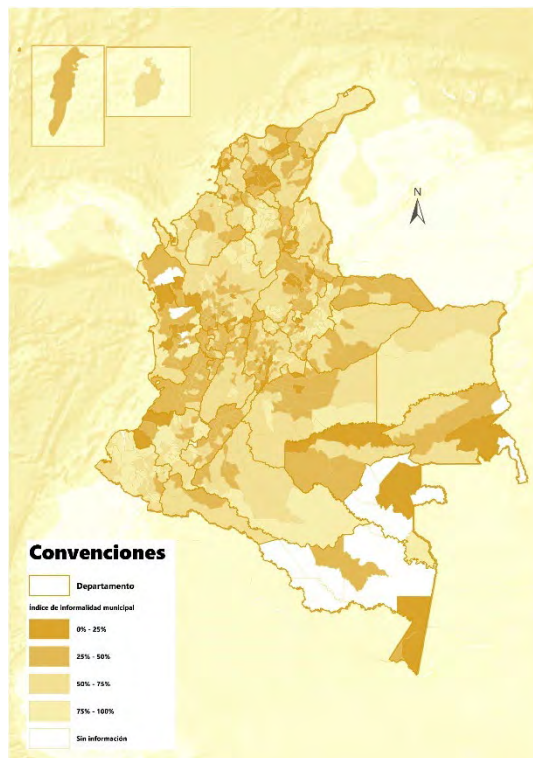 N
Convenciones
Departamento
Índice de informalidad municipal
0% - 25%
25% - 50%
50% - 75%
75% - 100%
Sin información